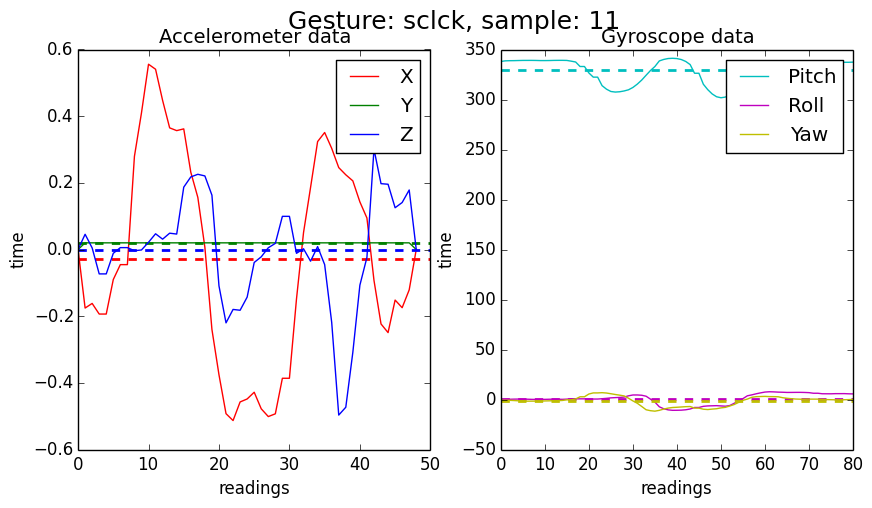 Gesture: sclck, sample: 11
Accelerometer data
0.6
0.4
0.2
0.0
−0.2
−0.4
−0.6
time
0 10 20 30 40 50
readings
X
Y
Z
Gyroscope data
350
300
250
200
150
100
50
0
−50
time
0 10 20 30 40 50 60 70 80
readings
Pitch
Roll
Yaw